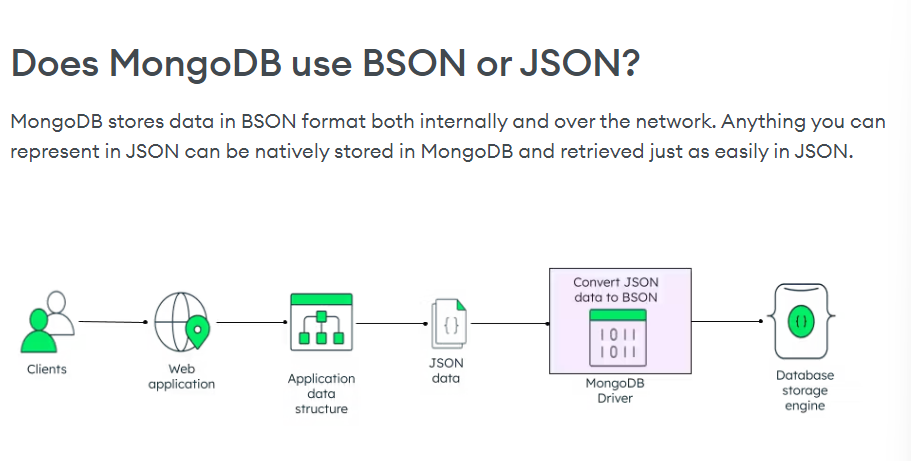 Does MongoDB use BSON or JSON?
MongoDB stores data in BSON format both internally and over the network. Anything you can
represent in JSON can be natively stored in MongoDB and retrieved just as easily in JSON.
Convert JSON
data to BSON
{}
1011
1011
{}
Clients
Web
application
Application
data
structure
JSON
data
MongoDB
Driver
Database
storage
engine